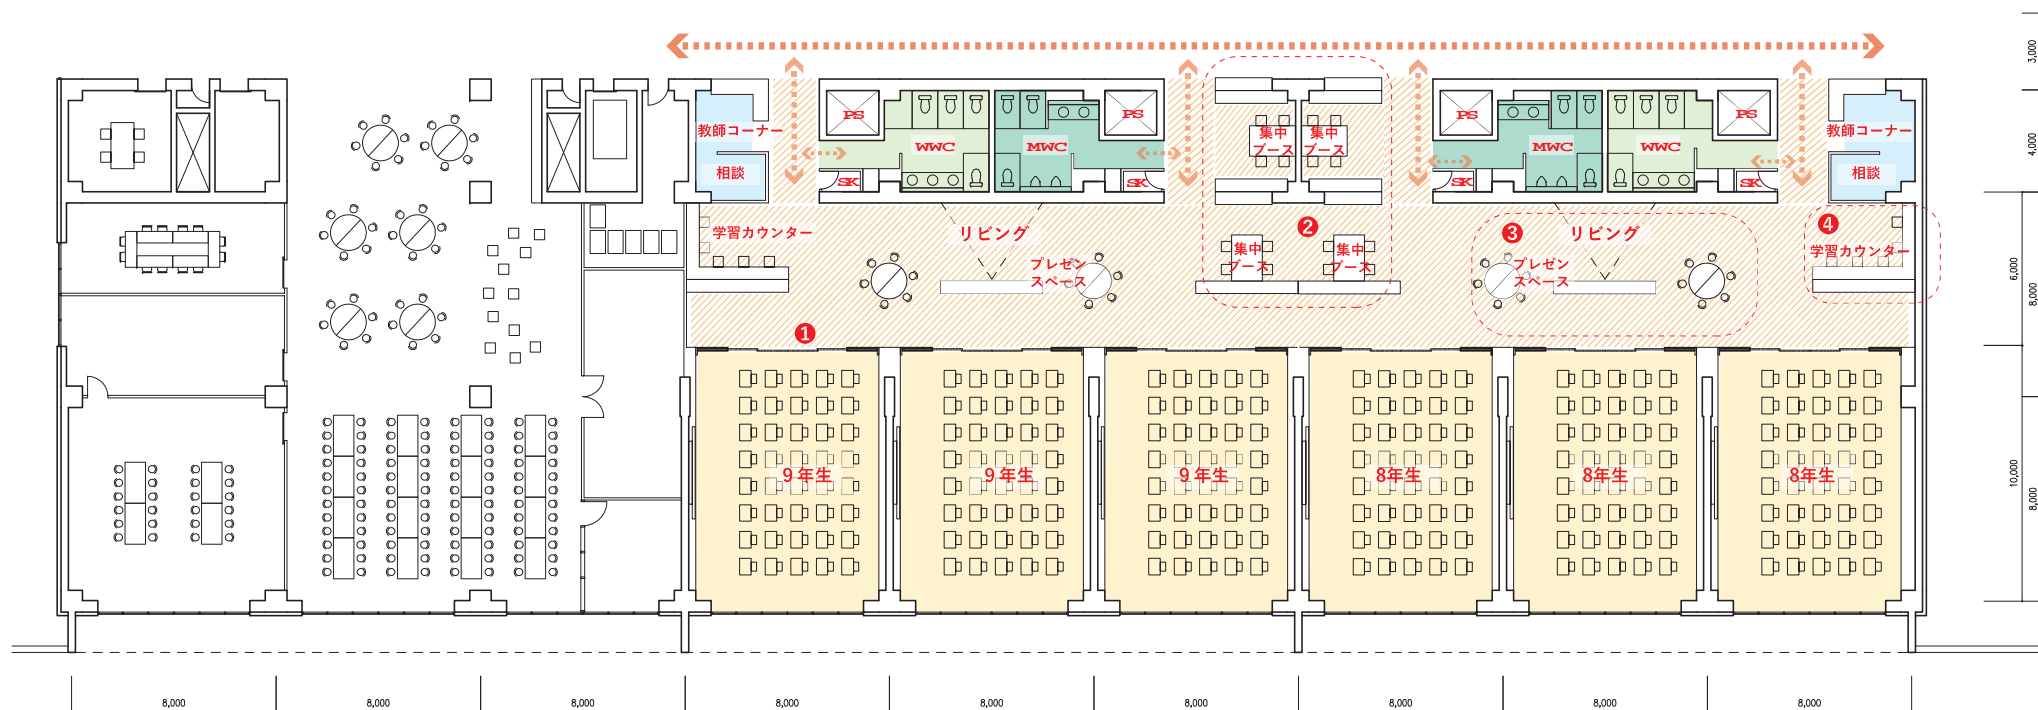 3,000
教師コーナー
相談
PS
WWC
MWC
PS
SK
SK
集中
ブース
集中
ブース
PS
MWC
WWC
PS
SK
SK
教師コーナー
相談
4,000
学習カウンター
リビング
プレゼン
スペース
集中
ブース
集中
ブース
2
3
リビング
プレゼン
スペース
4
学習カウンター
6,000
8,000
1
9年生
9年生
9年生
8年生
8年生
8年生
10,000
8,000
8,000
8,000
8,000
8,000
8,000
8,000
8,000
8,000
8,000